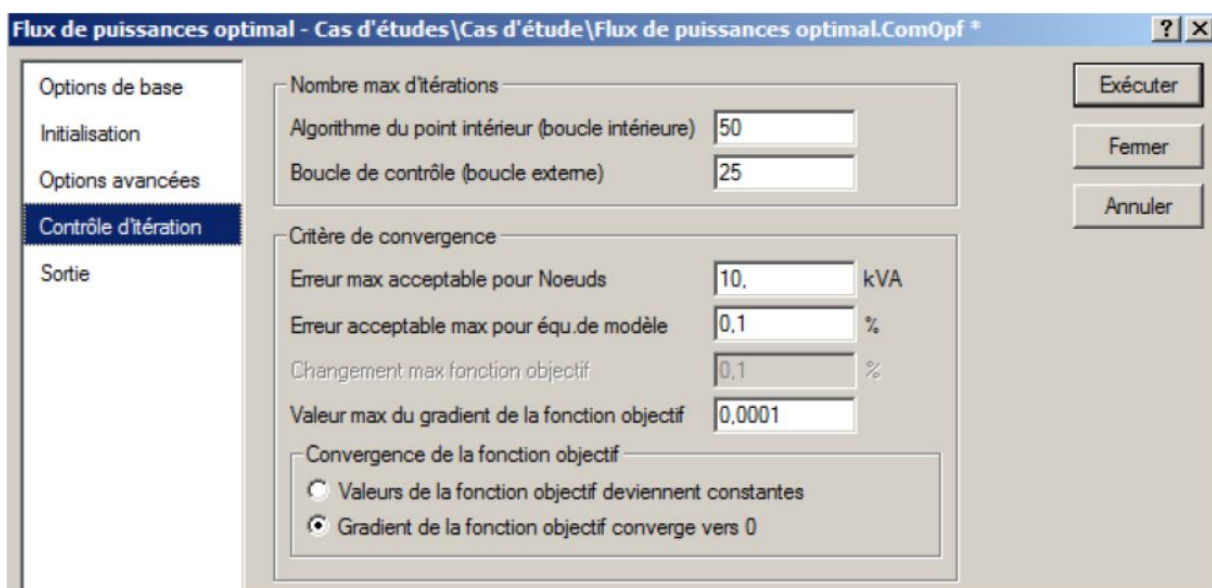 Flux de puissances optimal - Cas d'études\Cas d'étude\Flux de puissances optimal.ComOpf *
Options de base
Initialisation
Options avancées
Contrôle d'itération
Sortie
Nombre max d'itérations
Algorithme du point intérieur (boucle intérieure) 50
Boucle de contrôle (boucle externe) 25
Critère de convergence
Erreur max acceptable pour Noeuds 10, kVA
Erreur acceptable max pour équ.de modèle 0,1 %
Changement max fonction objectif 0,1 %
Valeur max du gradient de la fonction objectif 0,0001
Convergence de la fonction objectif
Valeurs de la fonction objectif deviennent constantes
Gradient de la fonction objectif converge vers 0
Exécuter
Fermer
Annuler